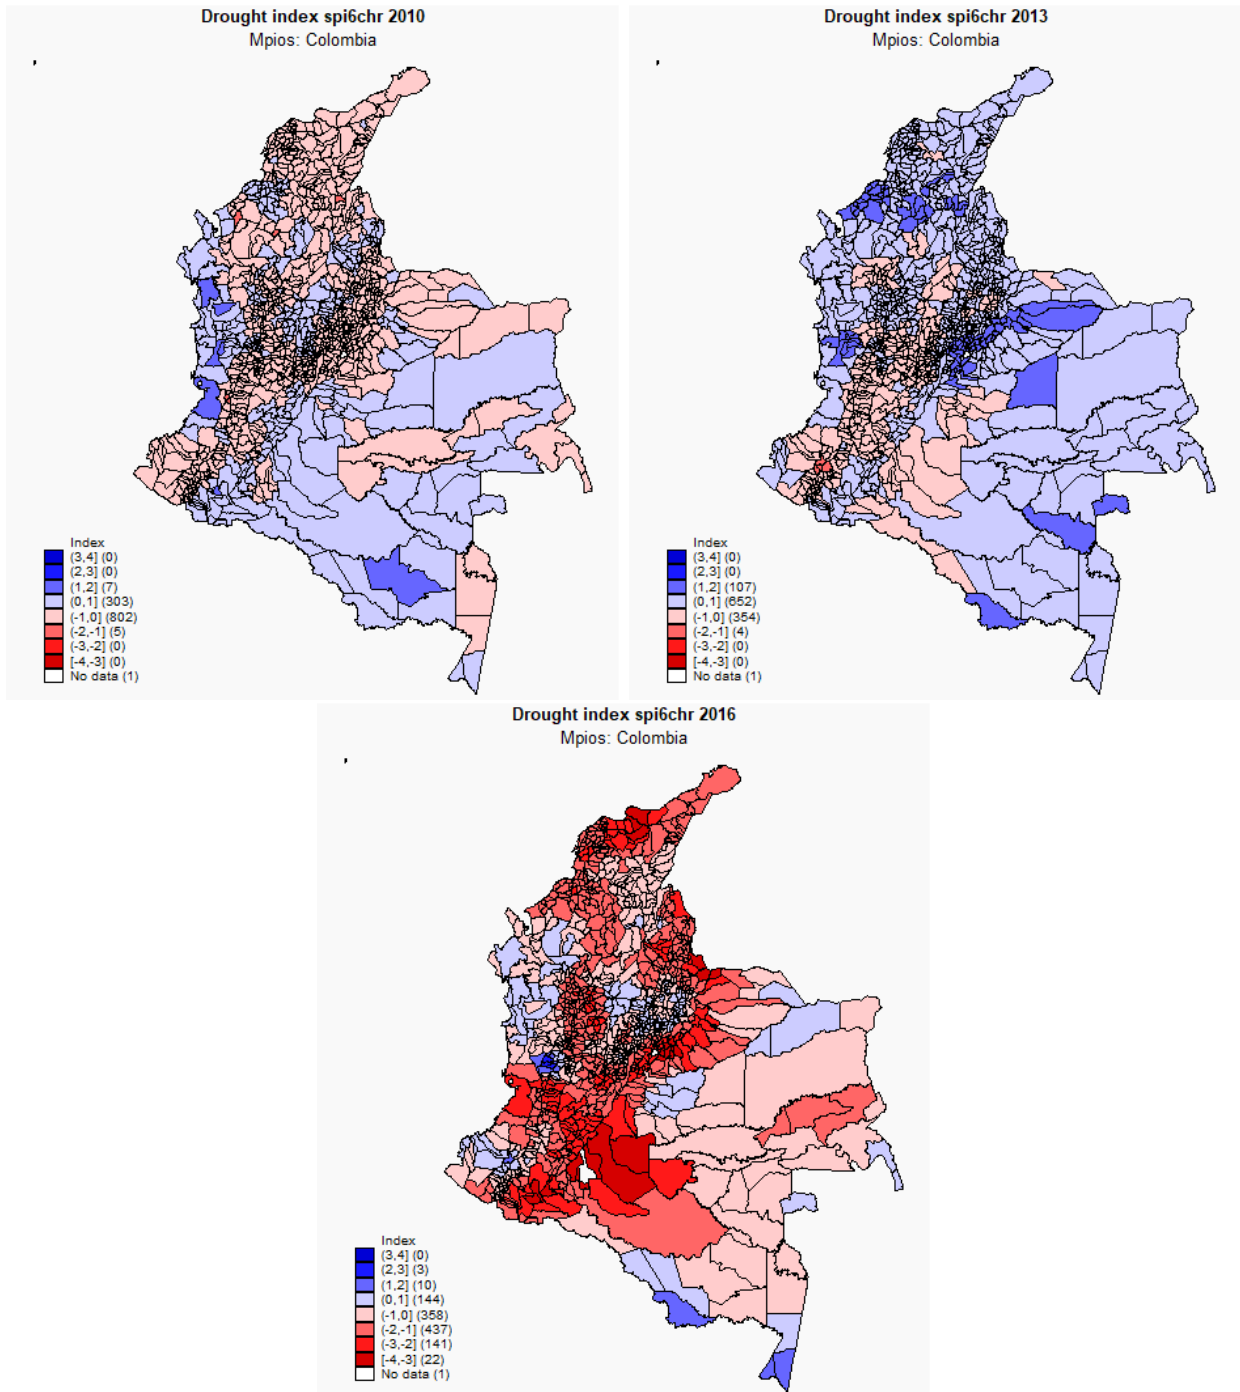 Drought index spi6chr 2010
Mpios: Colombia
Index
(3,4] (0)
(2,3] (0)
(1,2] (7)
(0,1] (303)
(-1,0] (802)
(-2,-1] (5)
(-3,-2] (0)
[-4,-3] (0)
No data (1)
Drought index spi6chr 2013
Mpios: Colombia
Index
(3,4] (0)
(2,3] (0)
(1,2] (107)
(0,1] (652)
(-1,0] (354)
(-2,-1] (4)
(-3,-2] (0)
[-4,-3] (0)
No data (1)
Drought index spi6chr 2016
Mpios: Colombia
Index
(3,4] (0)
(2,3] (3)
(1,2] (10)
(0,1] (144)
(-1,0] (358)
(-2,-1] (437)
(-3,-2] (141)
[-4,-3] (22)
No data (1)